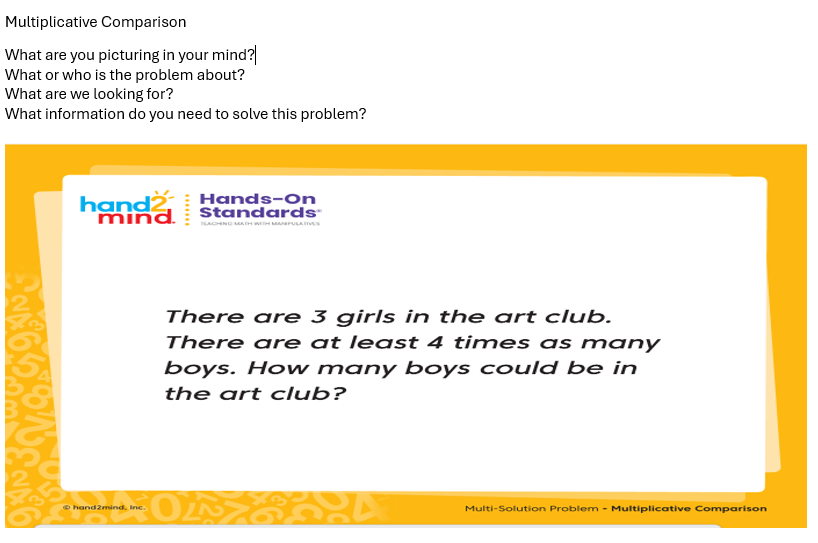 Multiplicative Comparison
What are you picturing in your mind?
What or who is the problem about?
What are we looking for?
What information do you need to solve this problem?
hand2mind.
Hands-On Standards®
TEACHING MATH WITH MANIPULATIVES
There are 3 girls in the art club.
There are at least 4 times as many
boys. How many boys could be in
the art club?
© hand2mind, Inc.
Multi-Solution Problem - Multiplicative Comparison